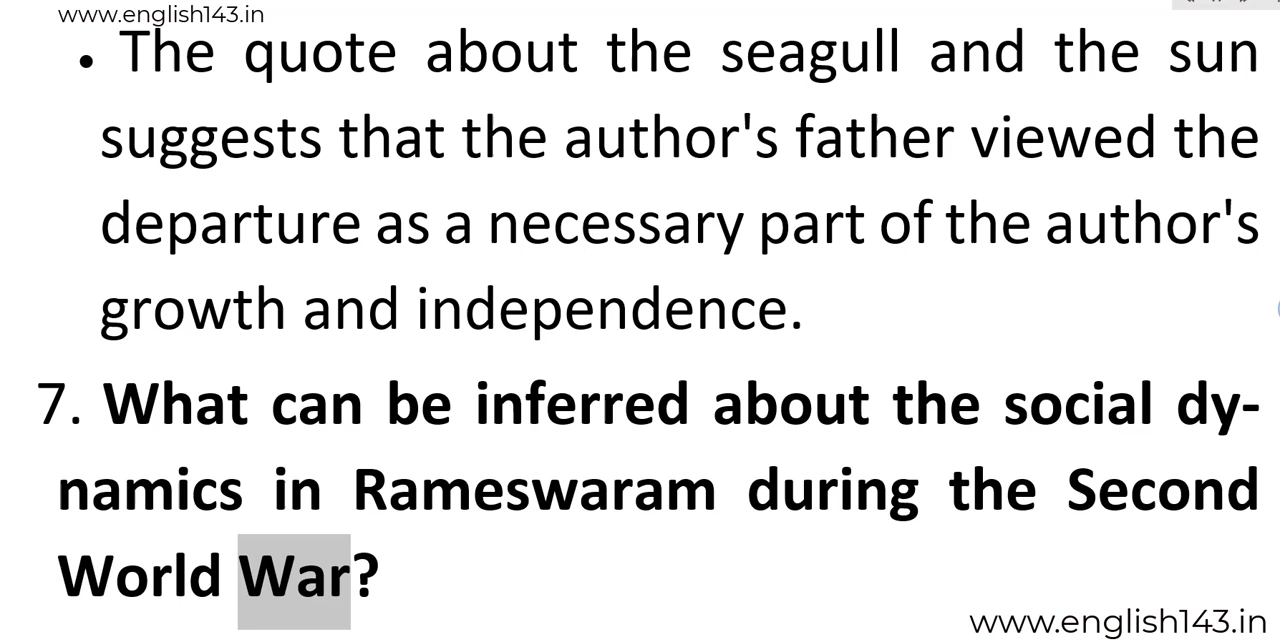 www.english143.in
• The quote about the seagull and the sun
suggests that the author's father viewed the
departure as a necessary part of the author's
growth and independence.
7. What can be inferred about the social dy-
namics in Rameswaram during the Second
World War?
www.english143.in